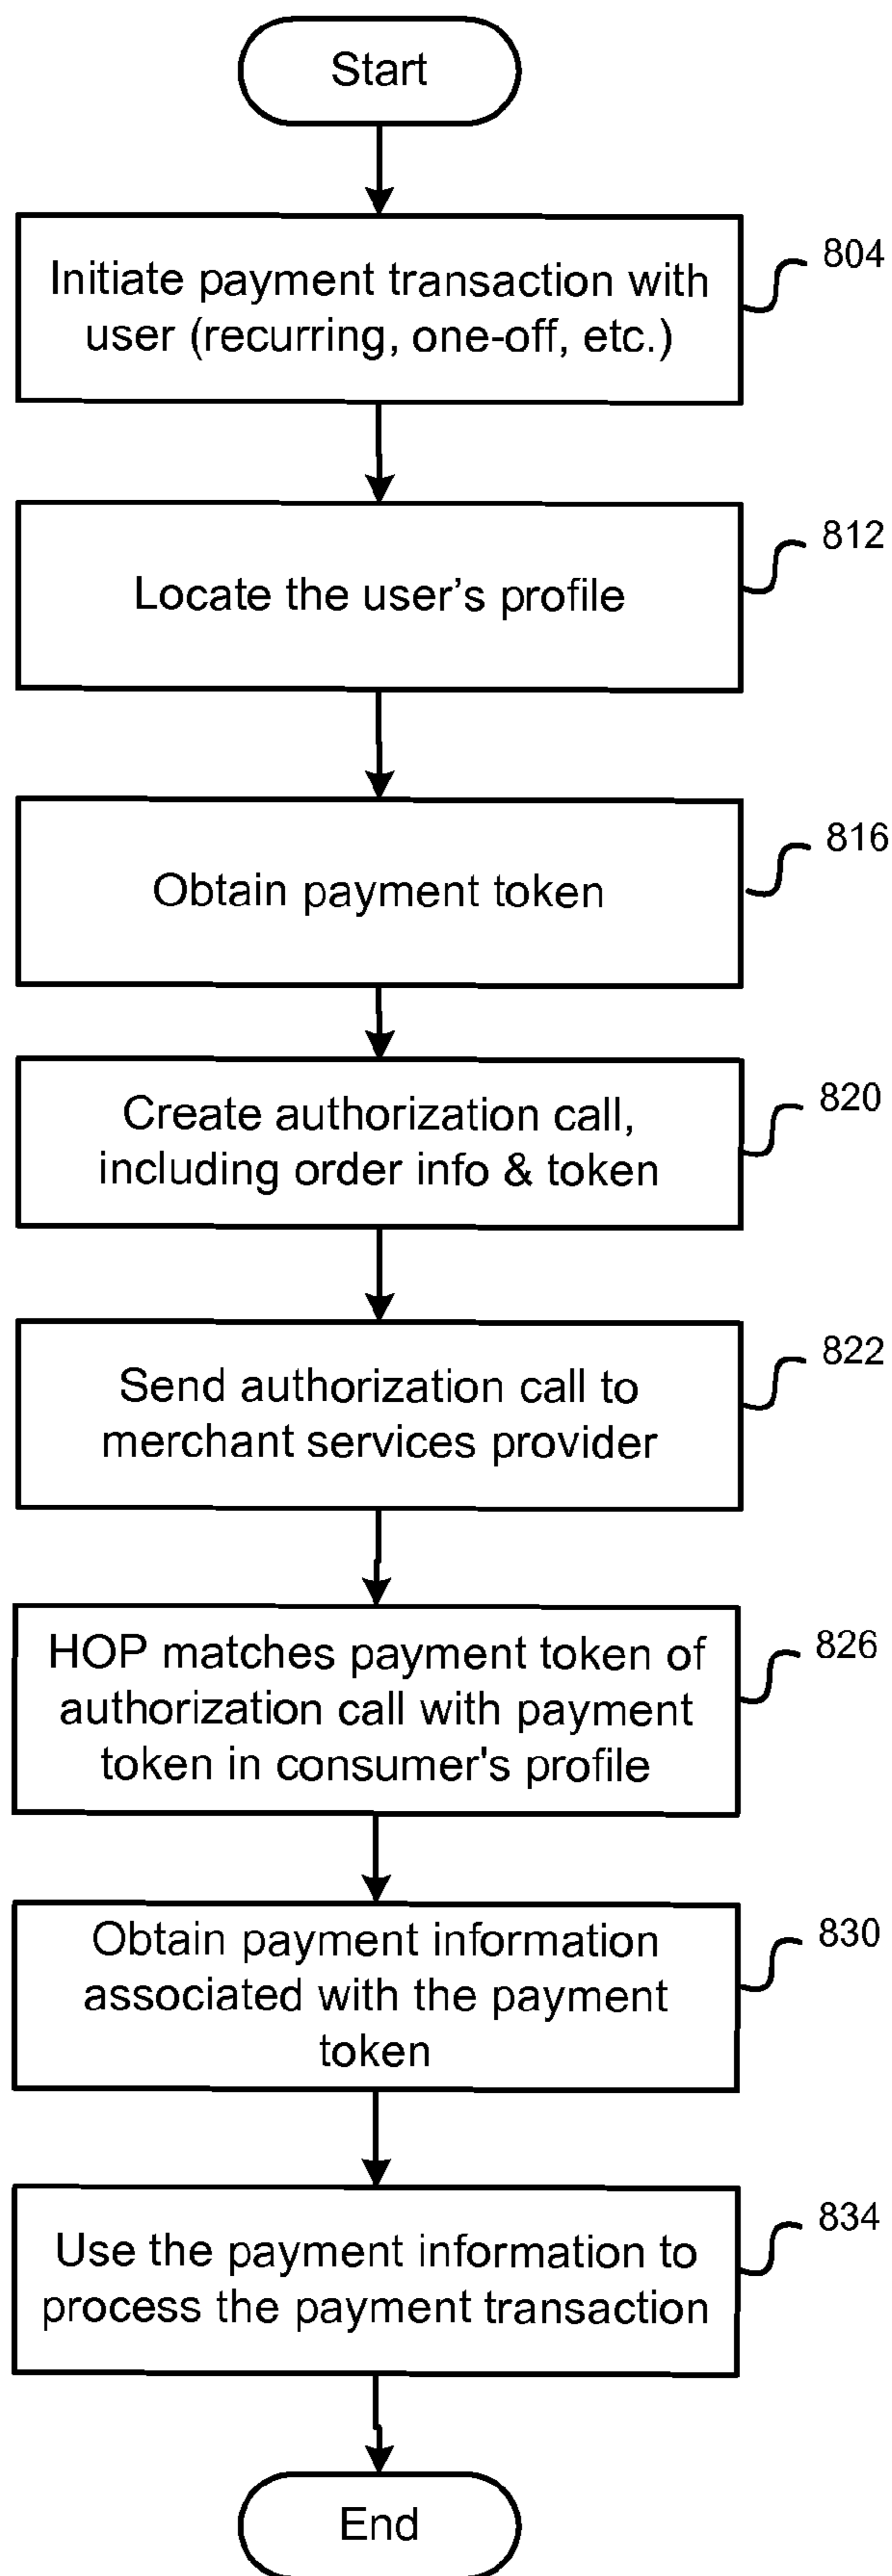 Start
Initiate payment transaction with
user (recurring, one-off, etc.)
804
Locate the user’s profile
812
Obtain payment token
816
Create authorization call,
including order info & token
820
Send authorization call to
merchant services provider
822
HOP matches payment token of
authorization call with payment
token in consumer's profile
826
Obtain payment information
associated with the payment
token
830
Use the payment information to
process the payment transaction
834
End